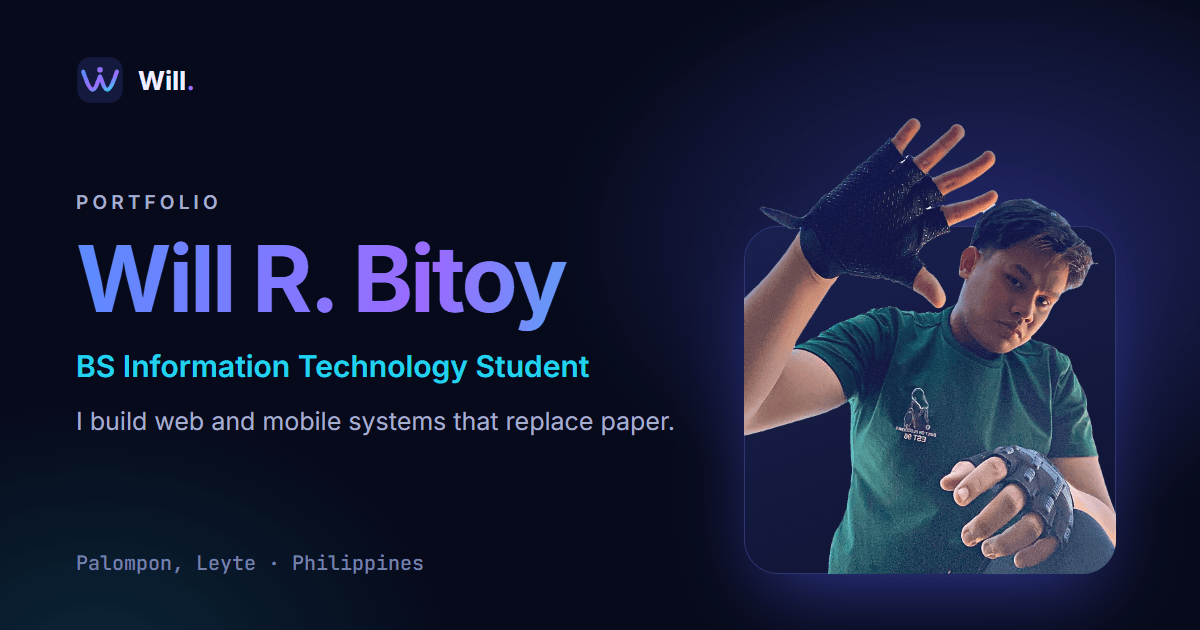 Will.
PORTFOLIO
Will R. Bitoy
BS Information Technology Student
I build web and mobile systems that replace paper.
Palompon, Leyte · Philippines